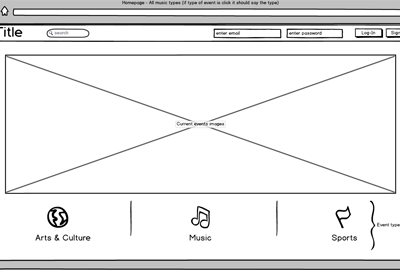 Homepage - All music types (if type of event is click it should say the type)
Title
search
enter email
enter password
Log On
Sign
Current events images
Arts & Culture
Music
Sports
Event type